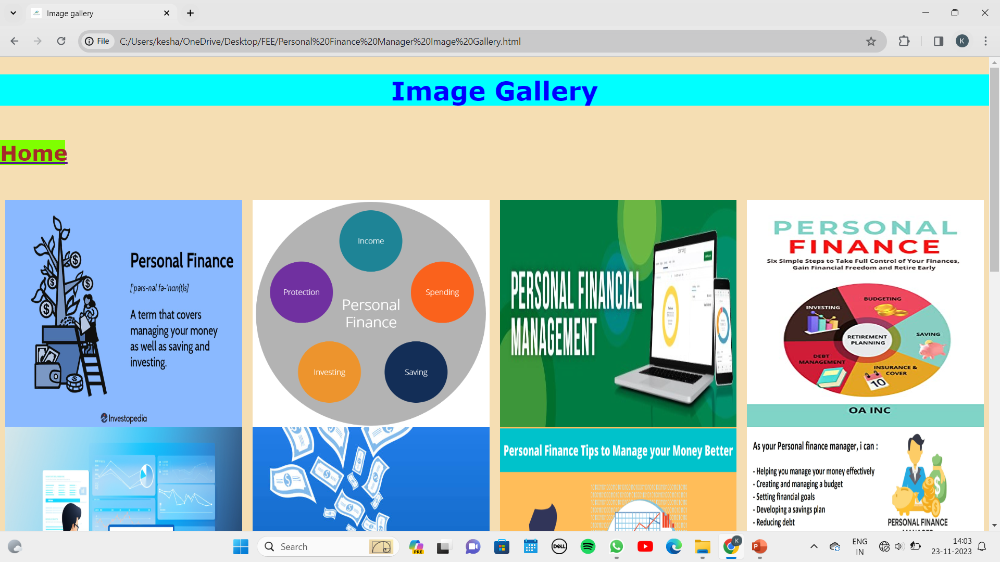 Image gallery
File
C:/Users/kesha/OneDrive/Desktop/FEE/Personal%20Finance%20Manager%20Image%20Gallery.html
K
Image Gallery
Home
Personal Finance
['pərs-nəl fə-'nan(t)s]
A term that covers
managing your money
as well as saving and
investing.
Investopedia
Income
Protection
Spending
Personal
Finance
Investing
Saving
PERSONAL FINANCIAL
MANAGEMENT
Spending
PERSONAL
FINANCE
Six Simple Steps to Take Full Control of Your Finances,
Gain Financial Freedom and Retire Early
BUDGETING
INVESTING
SAVING
RETIREMENT
PLANNING
DEBT
MANAGEMENT
INSURANCE &
COVER
10
OA INC
Personal Finance Tips to Manage your Money Better
As your Personal finance manager, i can :
- Helping you manage your money effectively
- Creating and managing a budget
- Setting financial goals
- Developing a savings plan
- Reducing debt
PERSONAL FINANCE
MANAGER
Search
PRE
DELL
K
P
ENG
IN
14:03
23-11-2023